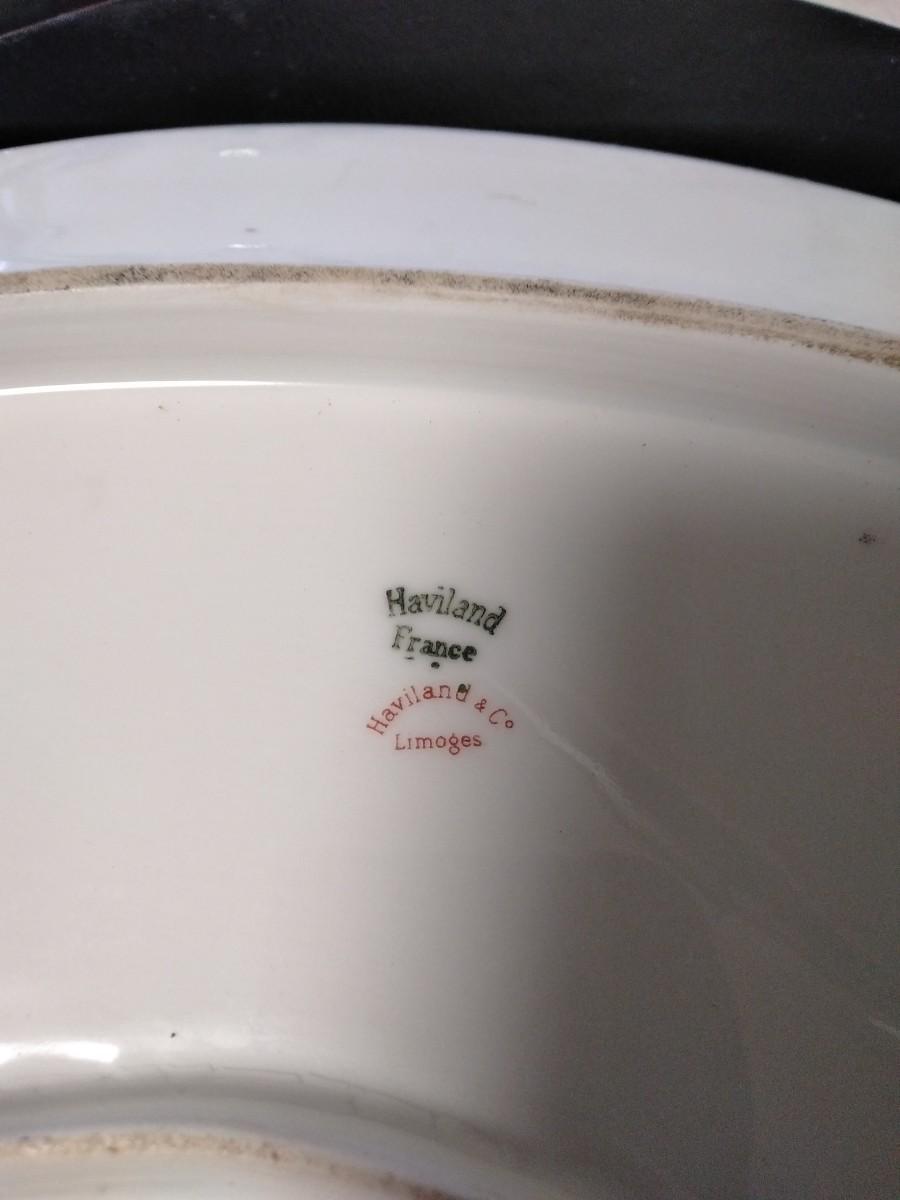 Haviland
France
Haviland & Co
Limoges